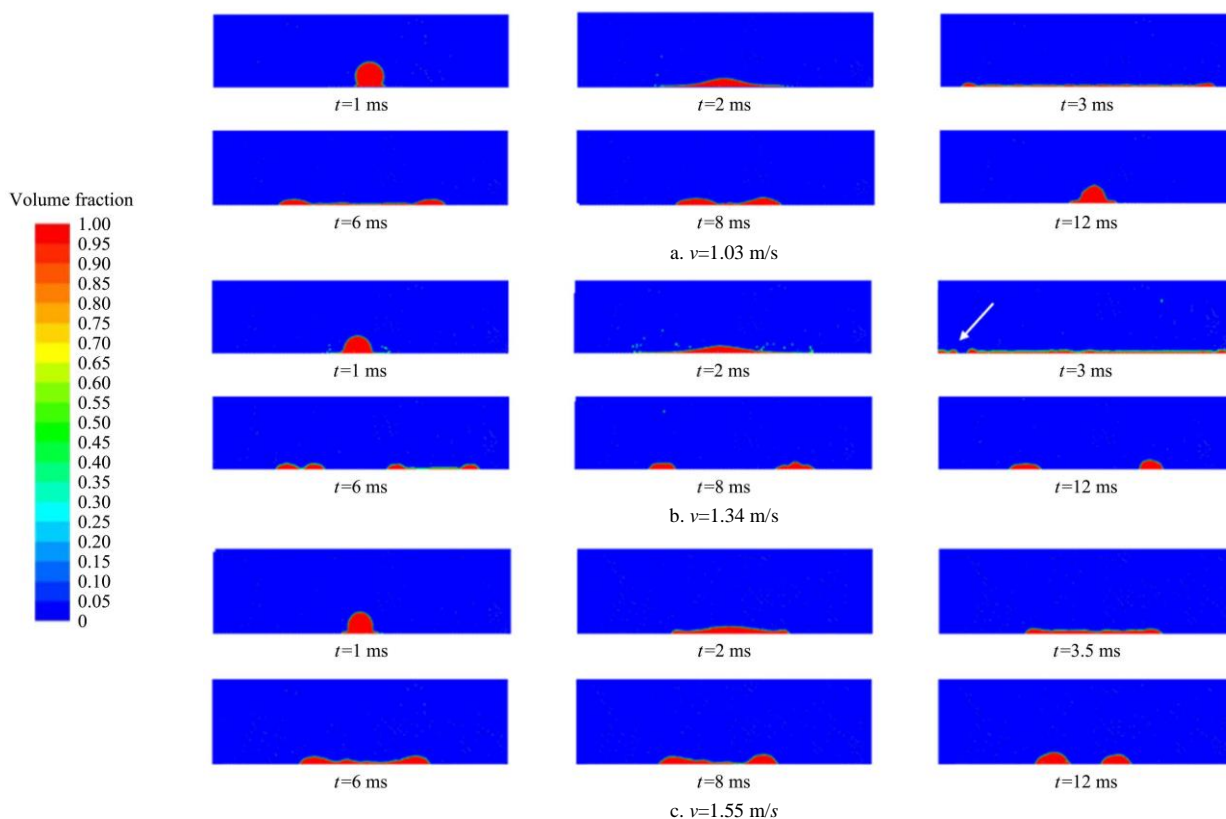 t=1 ms
t=2 ms
t=3 ms
t=6 ms
t=8 ms
t=12 ms
a. v=1.03 m/s
Volume fraction
1.00
0.95
0.90
0.85
0.80
0.75
0.70
0.65
0.60
0.55
0.50
0.45
0.40
0.35
0.30
0.25
0.20
0.15
0.10
0.05
0
t=1 ms
t=2 ms
t=3 ms
t=6 ms
t=8 ms
t=12 ms
b. v=1.34 m/s
t=1 ms
t=2 ms
t=3.5 ms
t=6 ms
t=8 ms
t=12 ms
c. v=1.55 m/s